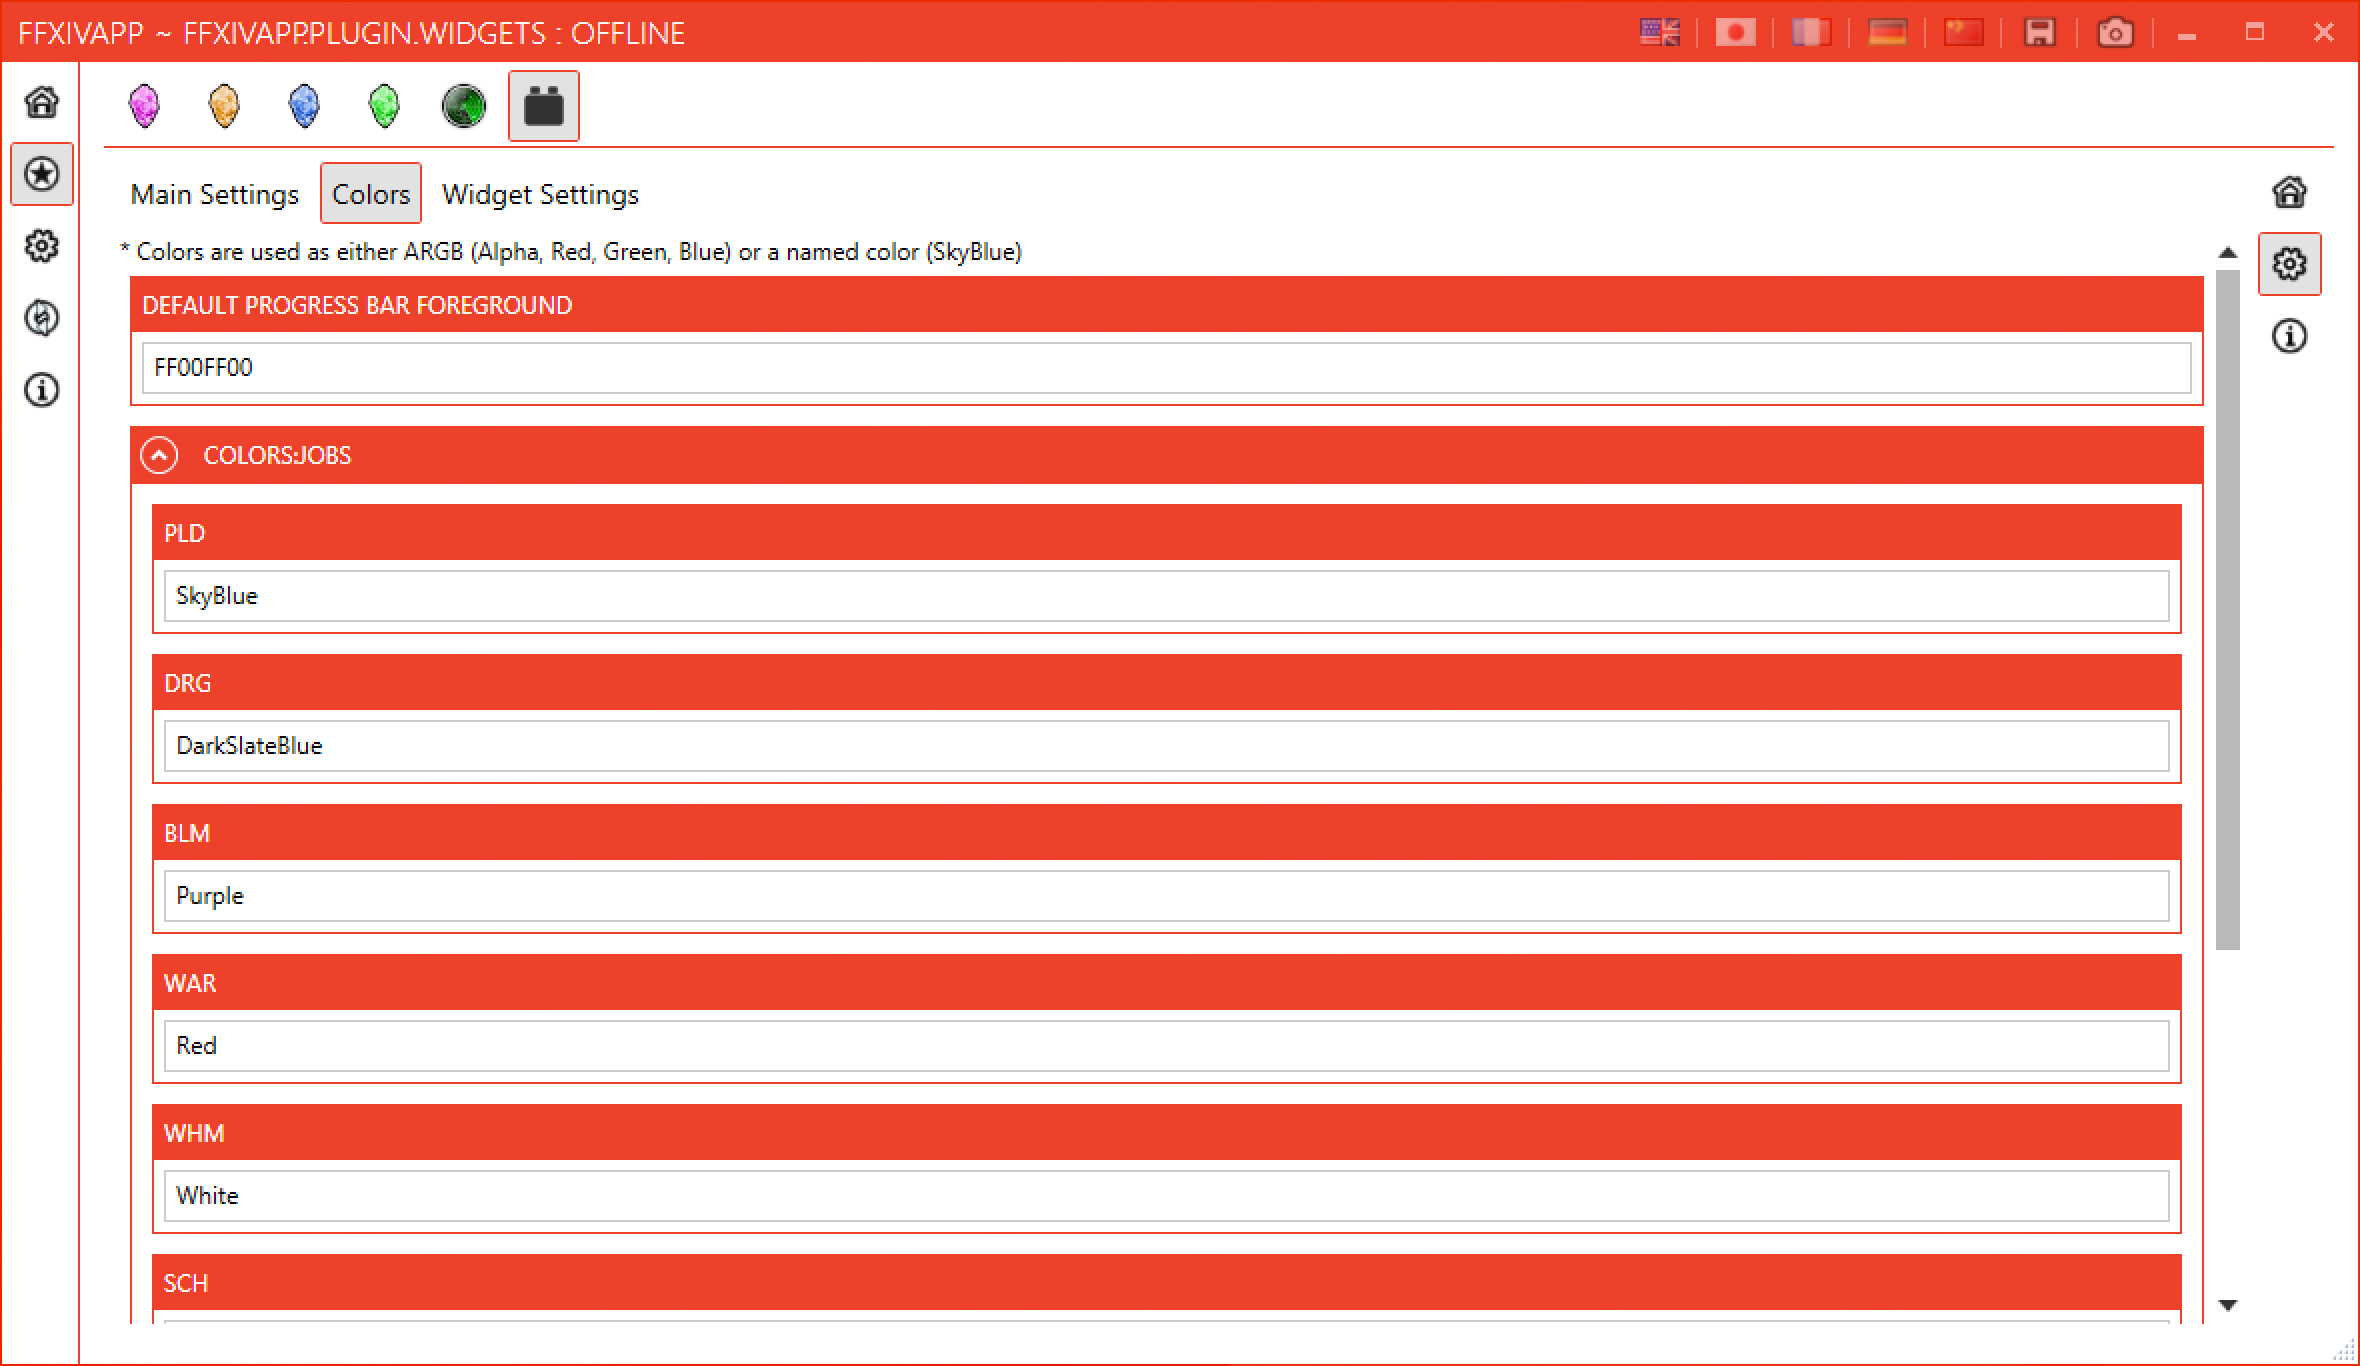 FFXIVAPP ~ FFXIVAPP.PLUGIN.WIDGETS : OFFLINE
Main Settings Colors Widget Settings
* Colors are used as either ARGB (Alpha, Red, Green, Blue) or a named color (SkyBlue)
DEFAULT PROGRESS BAR FOREGROUND
FF00FF00
COLORS:JOBS
PLD
SkyBlue
DRG
DarkSlateBlue
BLM
Purple
WAR
Red
WHM
White
SCH